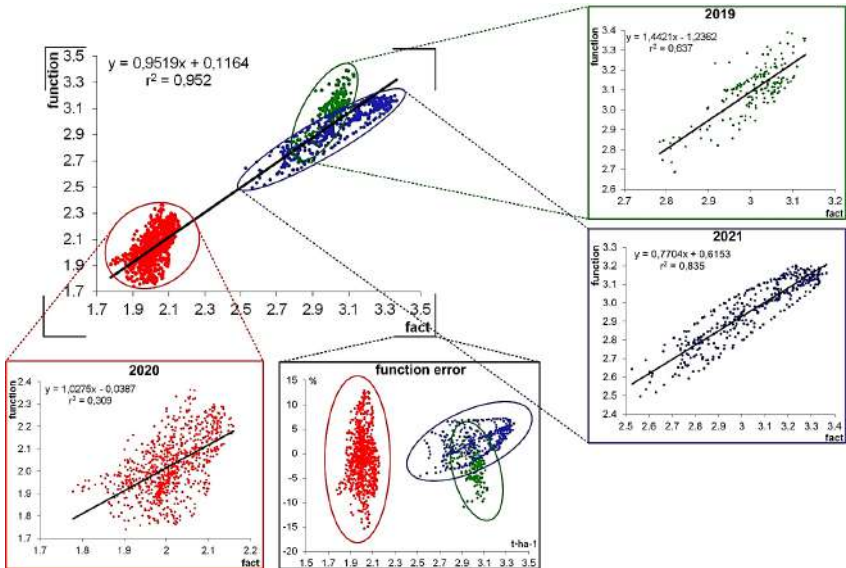 function
3.5
3.3
3.1
2.9
2.7
2.5
2.3
2.1
1.9
1.7
y = 0,9519x + 0,1164
r² = 0,952
1.7 1.9 2.1 2.3 2.5 2.7 2.9 3.1 3.3 3.5
fact
2019
function
3.4
3.3
3.2
3.1
3.0
2.9
2.8
2.7
2.6
y = 1,4421x - 1,2362
r² = 0,637
2.7 2.8 2.9 3 3.1 3.2
fact
2021
function
3.4
3.3
3.2
3.1
3.0
2.9
2.8
2.7
2.6
2.5
2.4
y = 0,7704x + 0,6153
r² = 0,835
2.5 2.6 2.7 2.8 2.9 3 3.1 3.2 3.3 3.4
fact
2020
function
2.4
2.3
2.2
2.1
2.0
1.9
1.8
1.7
y = 1,0275x - 0,0387
r² = 0,309
1.7 1.8 1.9 2 2.1 2.2
fact
function error
%
15
10
5
0
-5
-10
-15
-20
t·ha-1
1.5 1.7 1.9 2.1 2.3 2.5 2.7 2.9 3.1 3.3 3.5